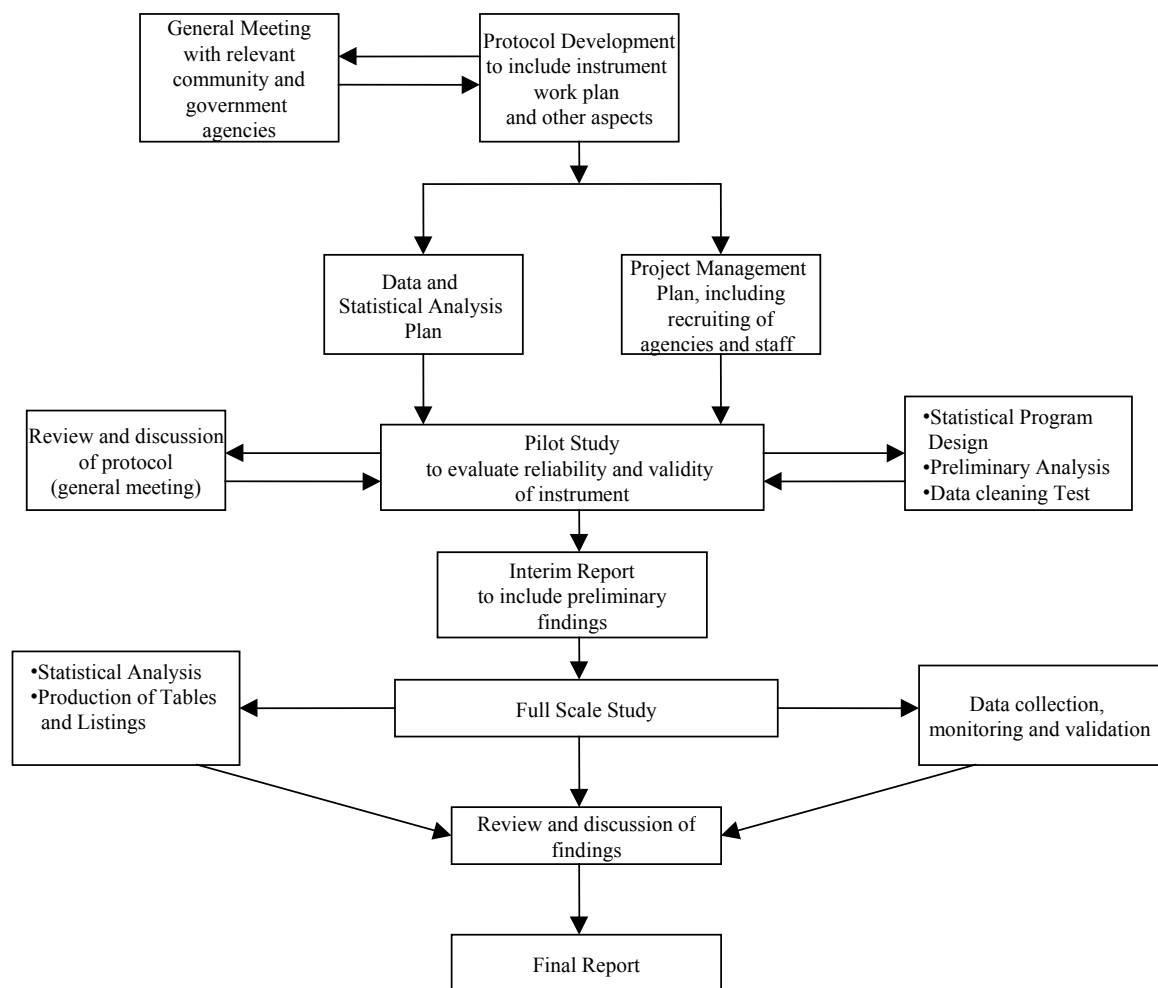 General Meeting
with relevant
community and
government
agencies
Protocol Development
to include instrument
work plan
and other aspects
Data and
Statistical Analysis
Plan
Project Management
Plan, including
recruiting of
agencies and staff
Review and discussion
of protocol
(general meeting)
Pilot Study
to evaluate reliability and validity
of instrument
•Statistical Program
Design
•Preliminary Analysis
•Data cleaning Test
Interim Report
to include preliminary
findings
•Statistical Analysis
•Production of Tables
and Listings
Full Scale Study
Data collection,
monitoring and validation
Review and discussion of
findings
Final Report